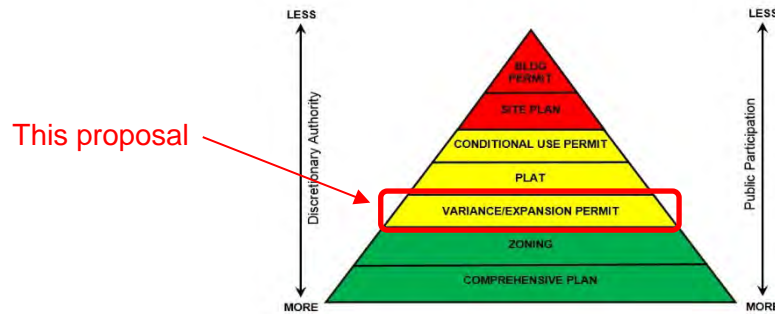 LESS
LESS
BLDG
PERMIT
SITE PLAN
This proposal
Discretionary Authority
CONDITIONAL USE PERMIT
Public Participation
PLAT
VARIANCE/EXPANSION PERMIT
ZONING
COMPREHENSIVE PLAN
MORE
MORE